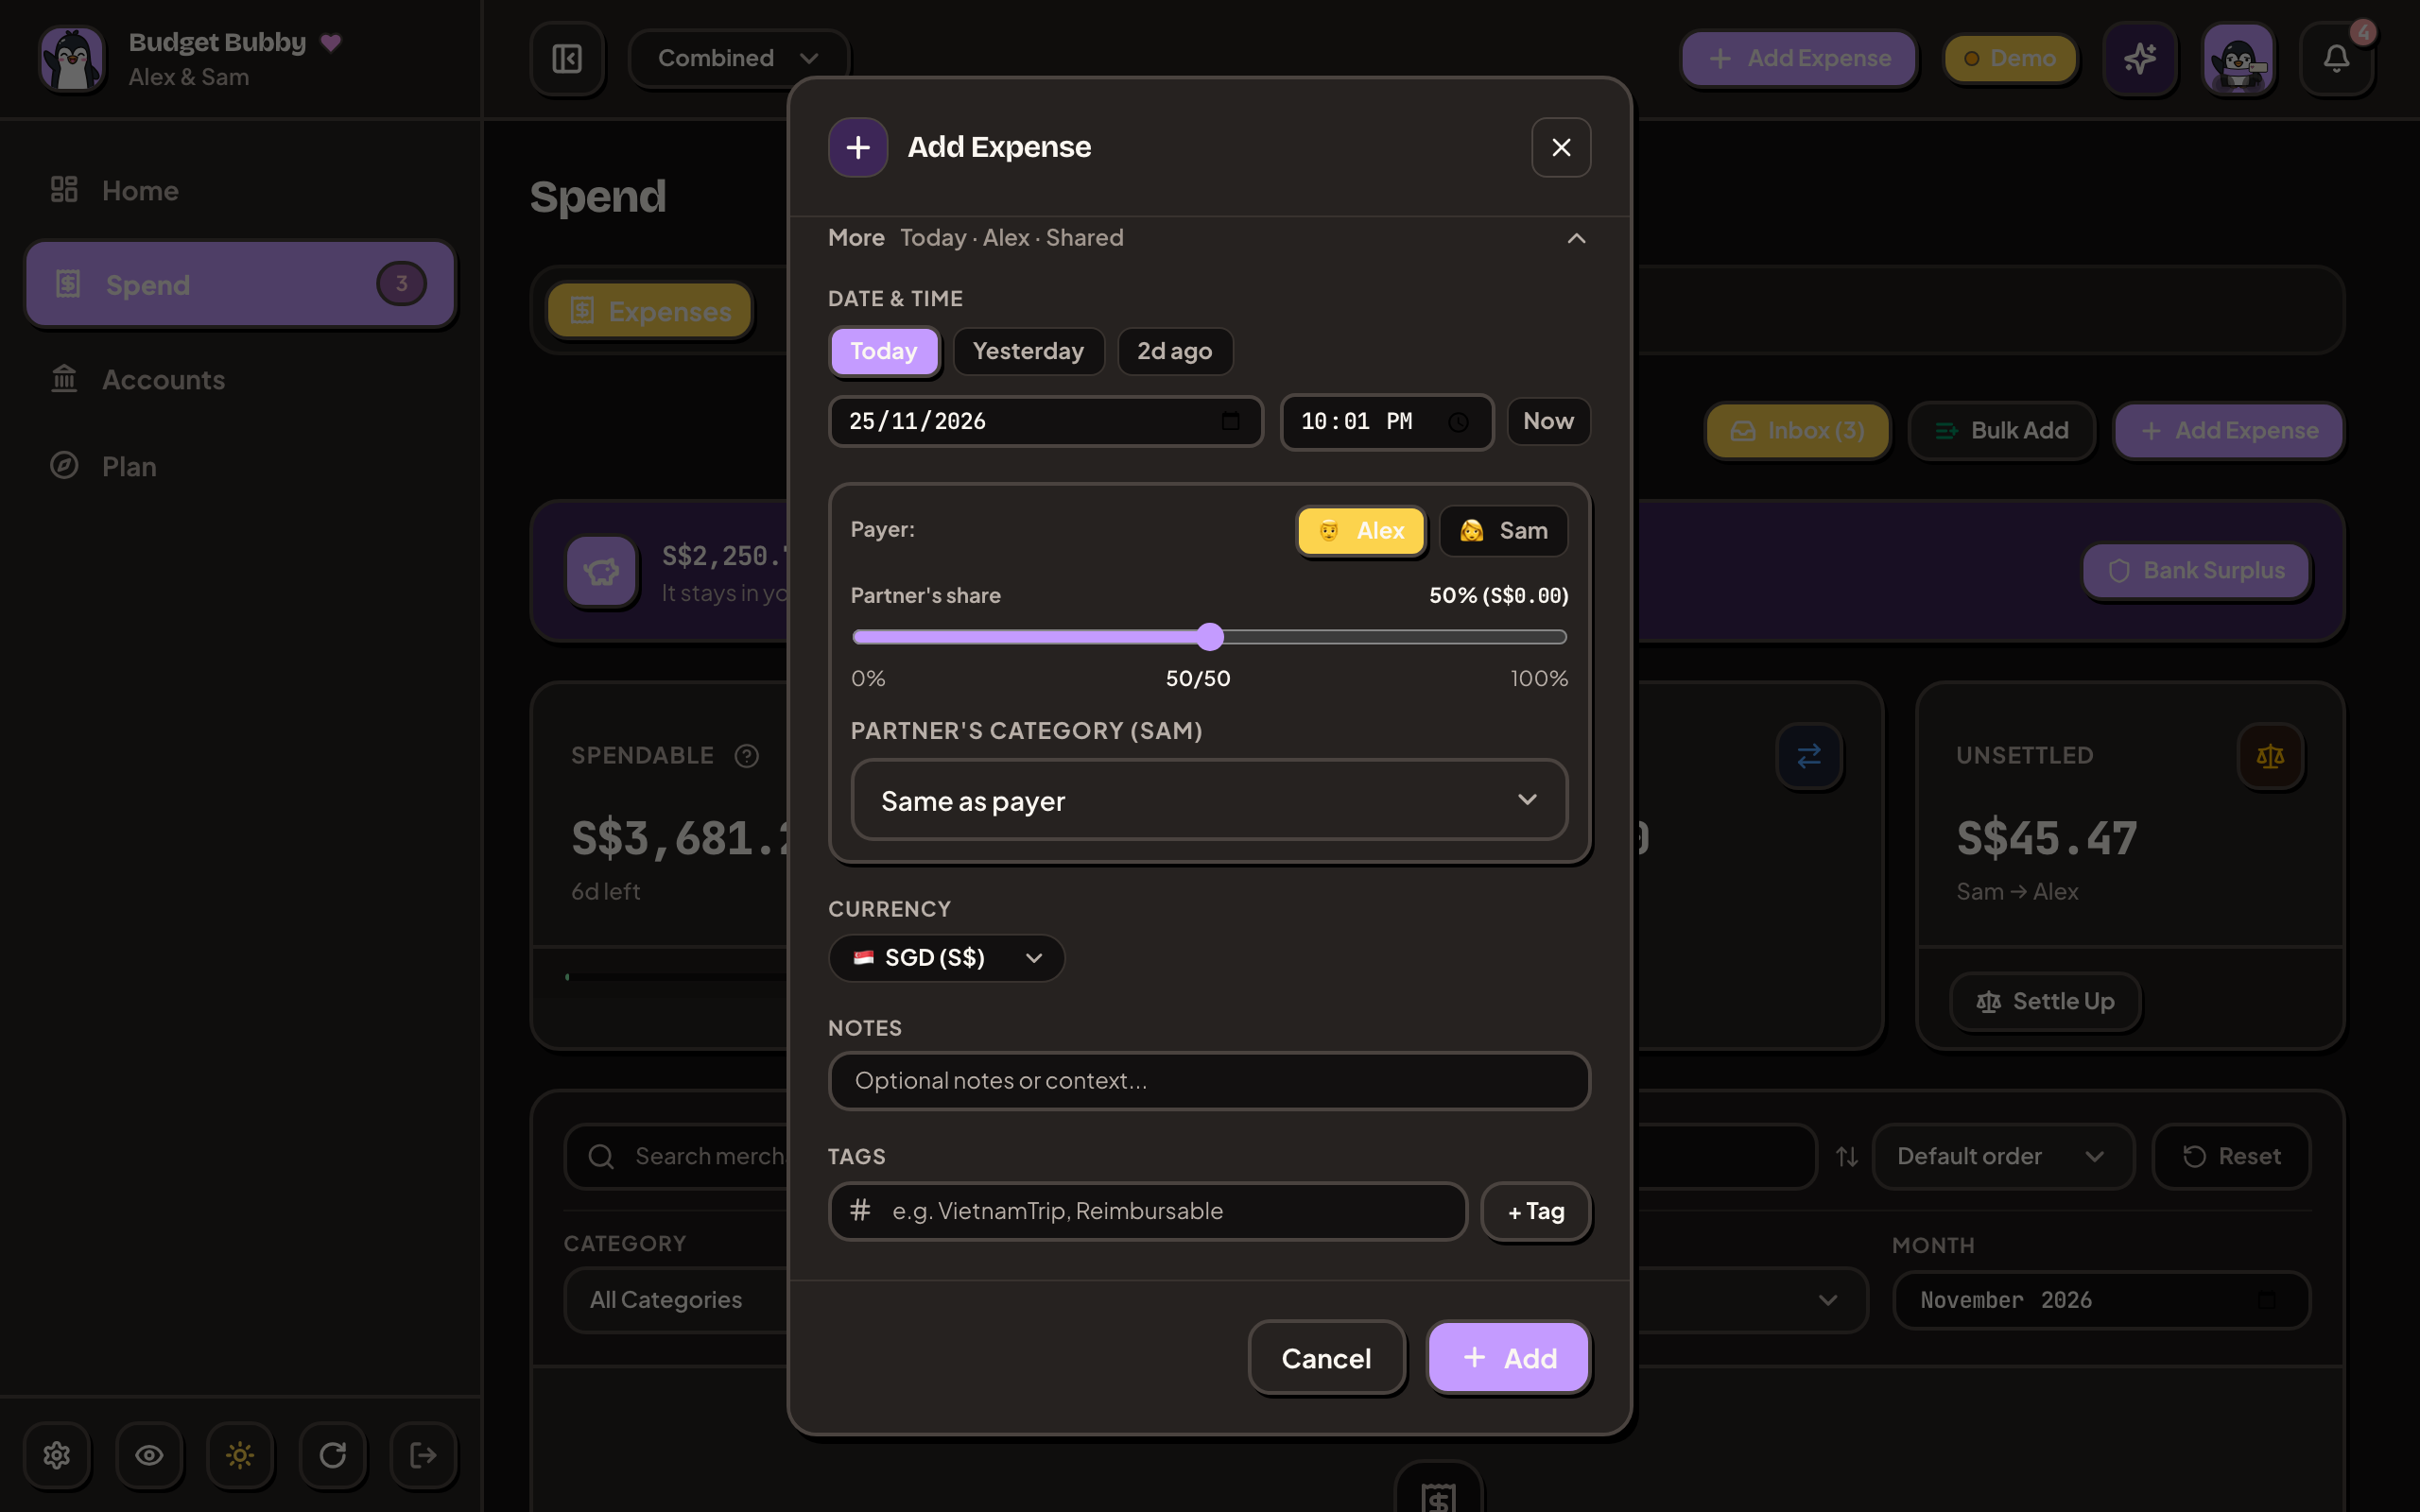 Budget Bubby
Alex & Sam
Combined
Add Expense
Demo
4
Home
Spend
3
Accounts
Plan
Spend
Expenses
Inbox (3)
Bulk Add
Add Expense
S$2,250.
It stays in yo
Bank Surplus
SPENDABLE
S$3,681.
6d left
UNSETTLED
S$45.47
Sam → Alex
Settle Up
Search merch
Default order
Reset
CATEGORY
All Categories
MONTH
November 2026
Add Expense
More Today · Alex · Shared
DATE & TIME
Today
Yesterday
2d ago
25/11/2026
10:01 PM
Now
Payer:
Alex
Sam
Partner's share
50% (S$0.00)
0%
50/50
100%
PARTNER'S CATEGORY (SAM)
Same as payer
CURRENCY
SGD (S$)
NOTES
Optional notes or context...
TAGS
# e.g. VietnamTrip, Reimbursable
+ Tag
Cancel
+ Add